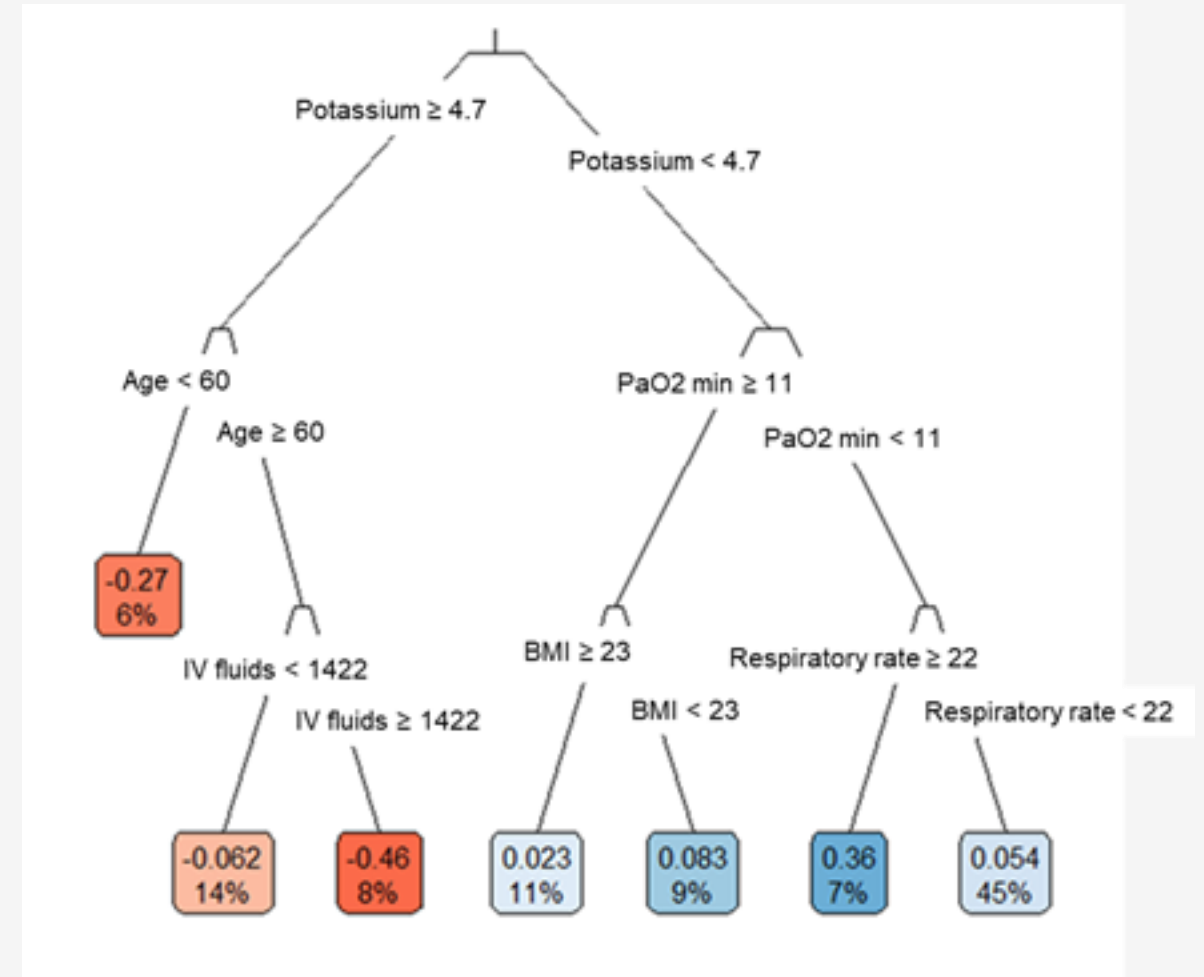 Potassium ≥ 4.7
Potassium < 4.7
Age < 60
PaO2 min ≥ 11
Age ≥ 60
PaO2 min < 11
-0.27
6%
BMI ≥ 23
Respiratory rate ≥ 22
IV fluids < 1422
BMI < 23
Respiratory rate < 22
IV fluids ≥ 1422
-0.062
14%
-0.46
8%
0.023
11%
0.083
9%
0.36
7%
0.054
45%